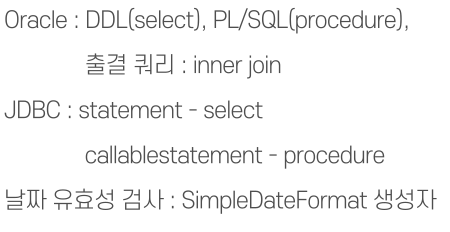 Oracle : DDL(select), PL/SQL(procedure),
출결 쿼리 : inner join
JDBC : statement - select
callablestatement - procedure
날짜 유효성 검사 : SimpleDateFormat 생성자